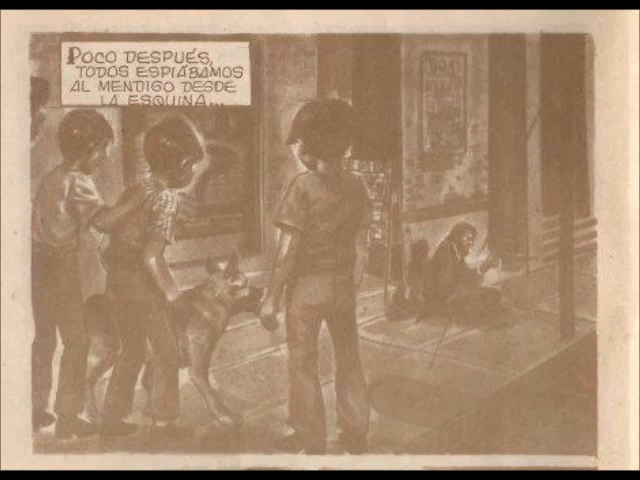 POCO DESPUÉS,
TODOS ESPIÁBAMOS
AL MENDIGO DESDE
LA ESQUINA...